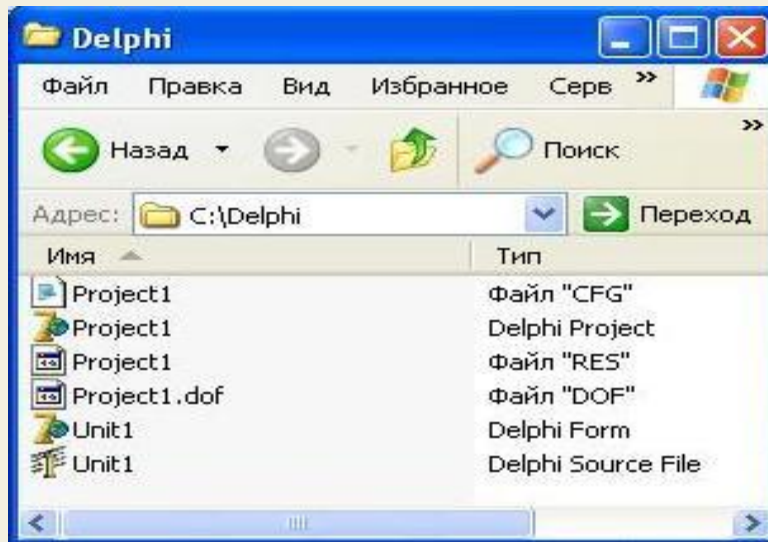 Delphi
Файл Правка Вид Избранное Серв »
Назад Поиск »
Адрес: C:\Delphi Переход
Имя Тип
Project1 Файл "CFG"
Project1 Delphi Project
Project1 Файл "RES"
Project1.dof Файл "DOF"
Unit1 Delphi Form
Unit1 Delphi Source File